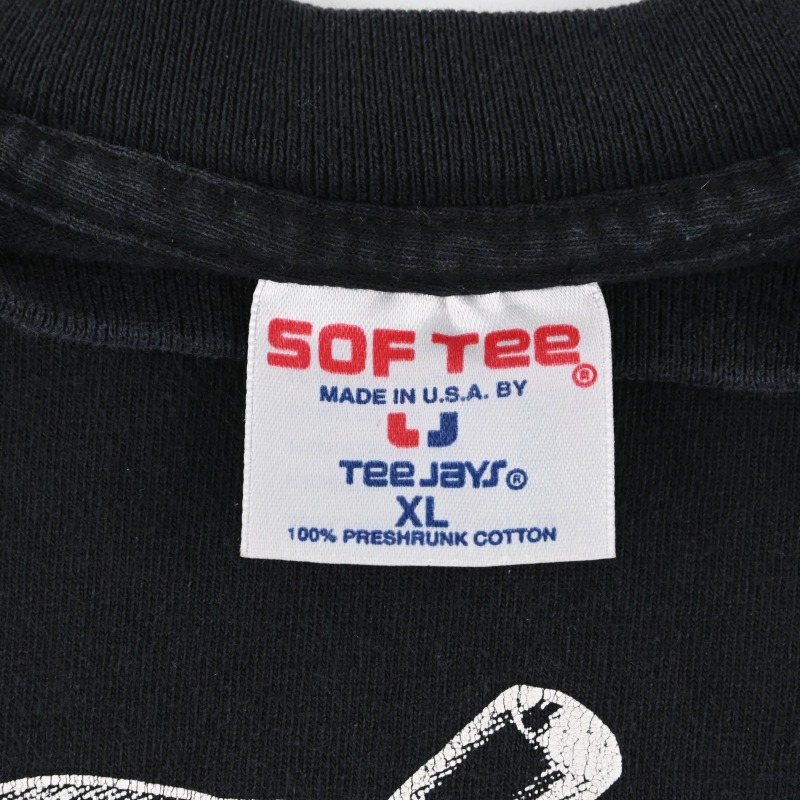 SOF TEE®
MADE IN U.S.A. BY
TEE JAYS®
XL
100% PRESHRUNK COTTON